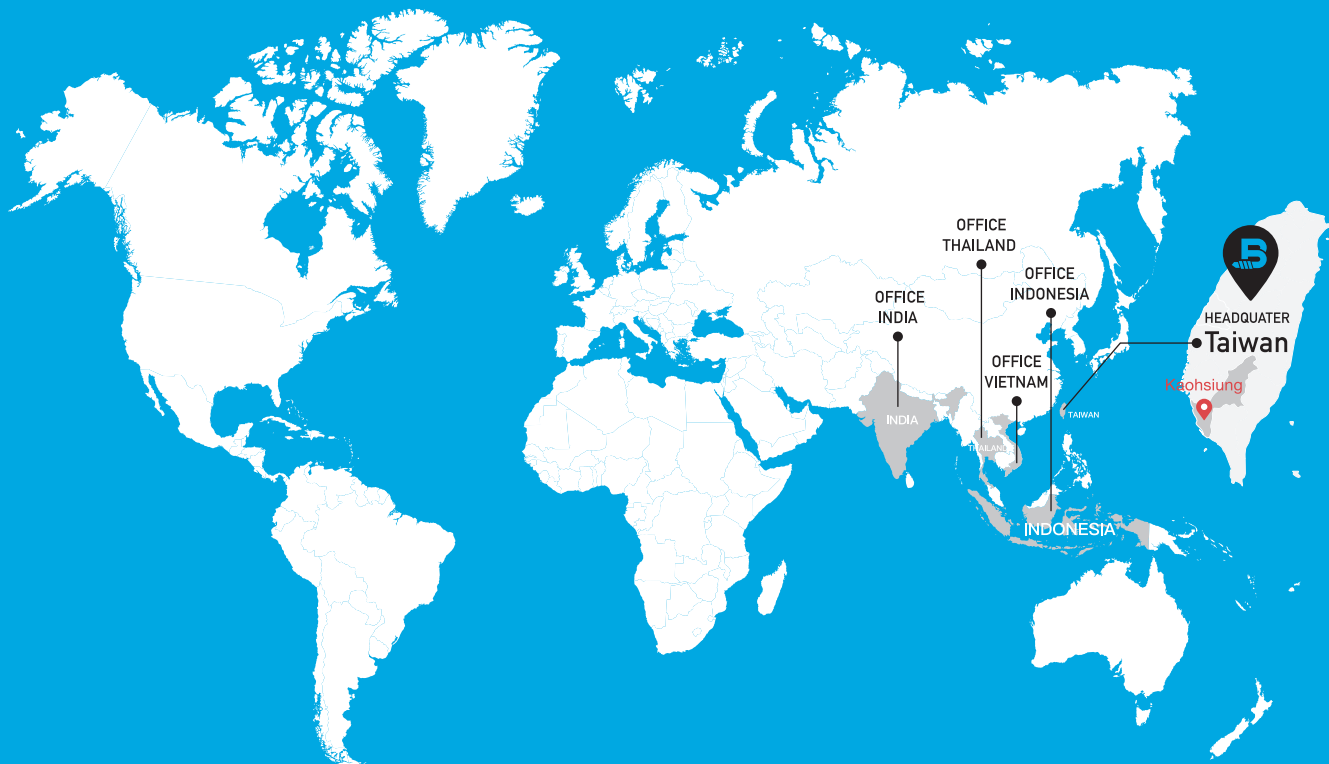 OFFICE
THAILAND
OFFICE
INDONESIA
OFFICE
INDIA
OFFICE
VIETNAM
HEADQUATER
Taiwan
Kaohsiung
TAIWAN
INDIA
THAILAND
INDONESIA
B